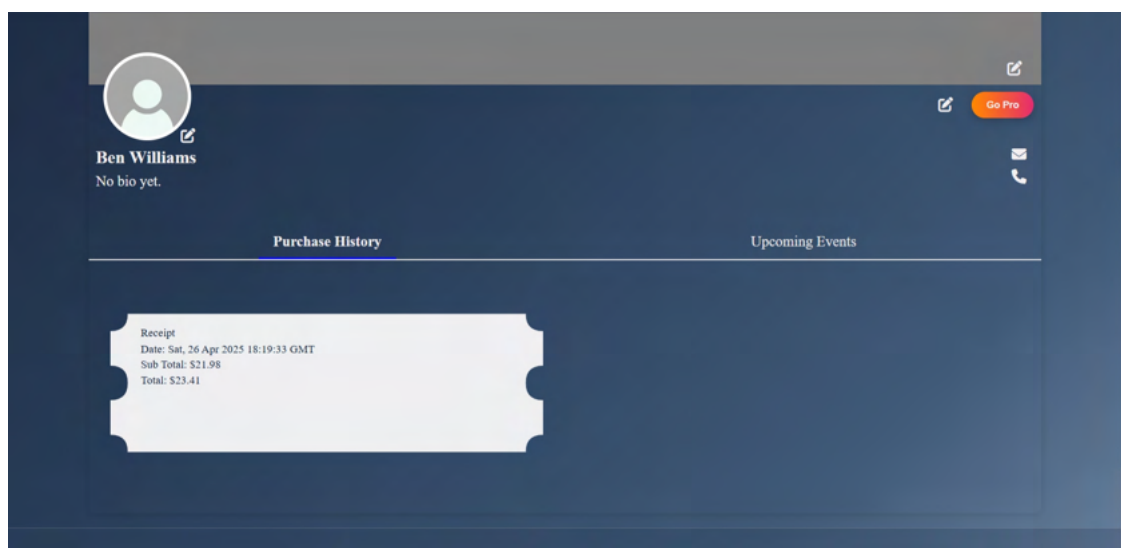 Go Pro
Ben Williams
No bio yet.
Purchase History
Upcoming Events
Receipt
Date: Sat, 26 Apr 2025 18:19:33 GMT
Sub Total: $21.98
Total: $23.41